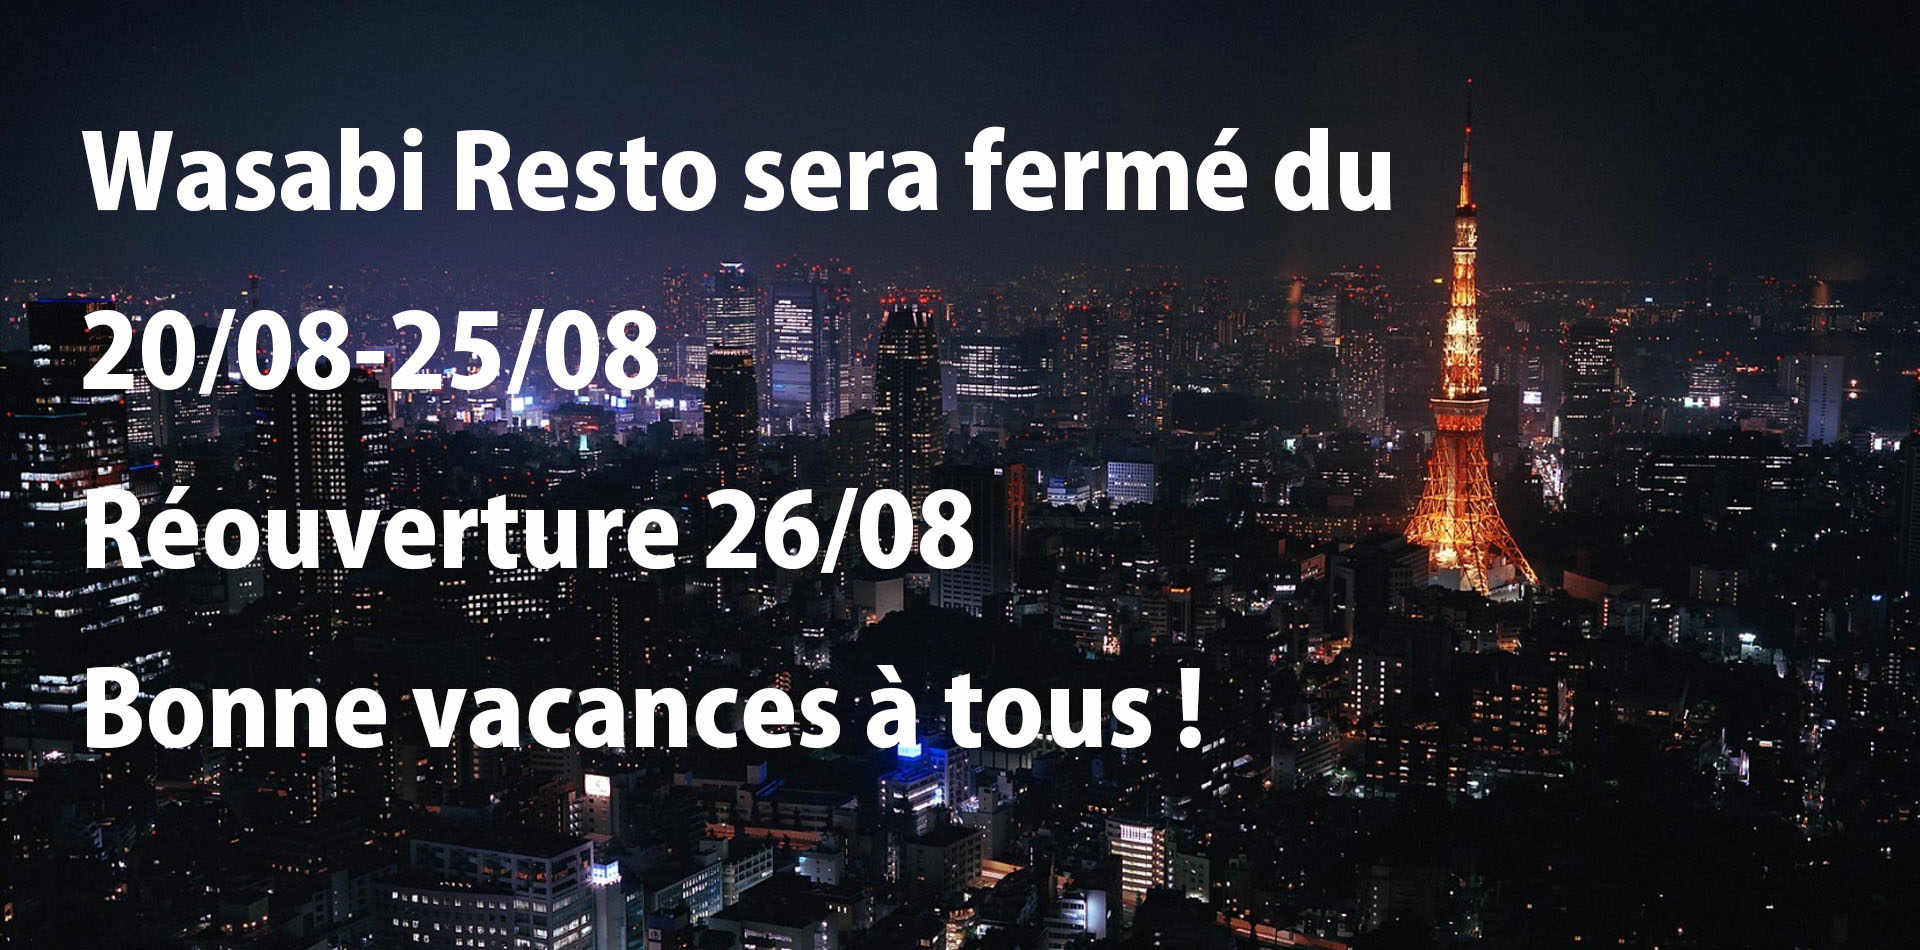 Wasabi Resto sera fermé du
20/08-25/08
Réouverture 26/08
Bonne vacances à tous !